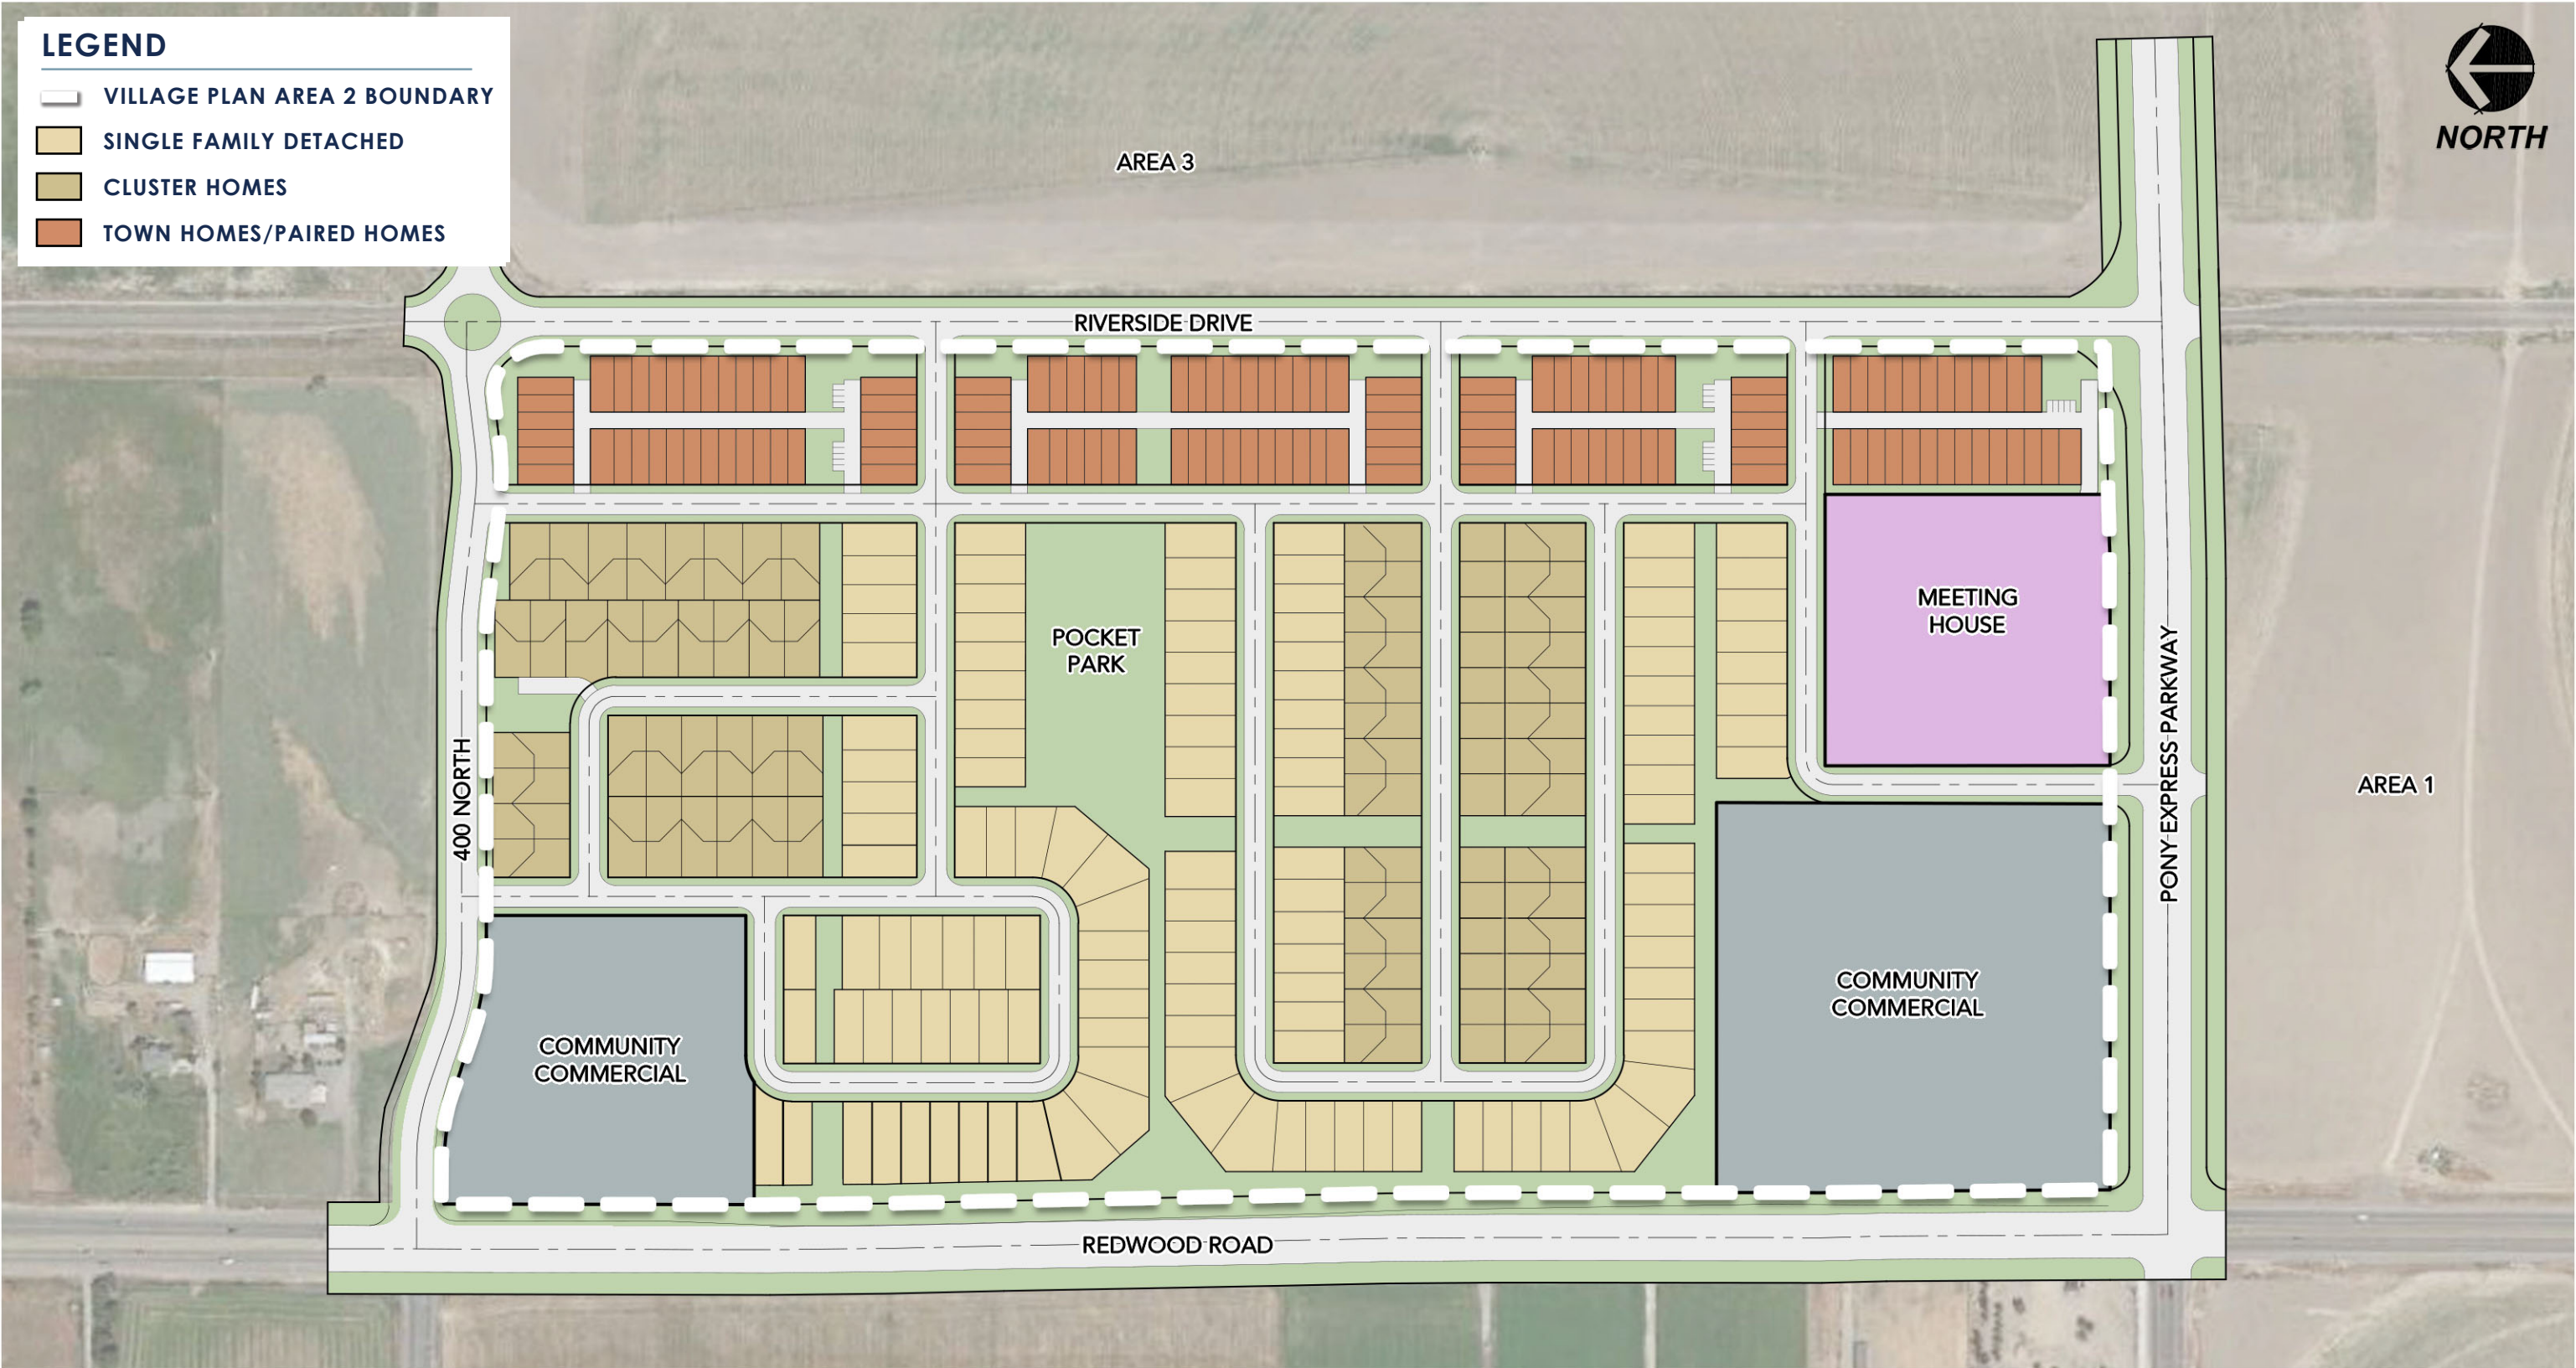 LEGEND
VILLAGE PLAN AREA 2 BOUNDARY
SINGLE FAMILY DETACHED
CLUSTER HOMES
TOWN HOMES/PAIRED HOMES
NORTH
AREA 3
RIVERSIDE DRIVE
POCKET
PARK
MEETING
HOUSE
400 NORTH
PONY EXPRESS PARKWAY
AREA 1
COMMUNITY
COMMERCIAL
COMMUNITY
COMMERCIAL
REDWOOD ROAD